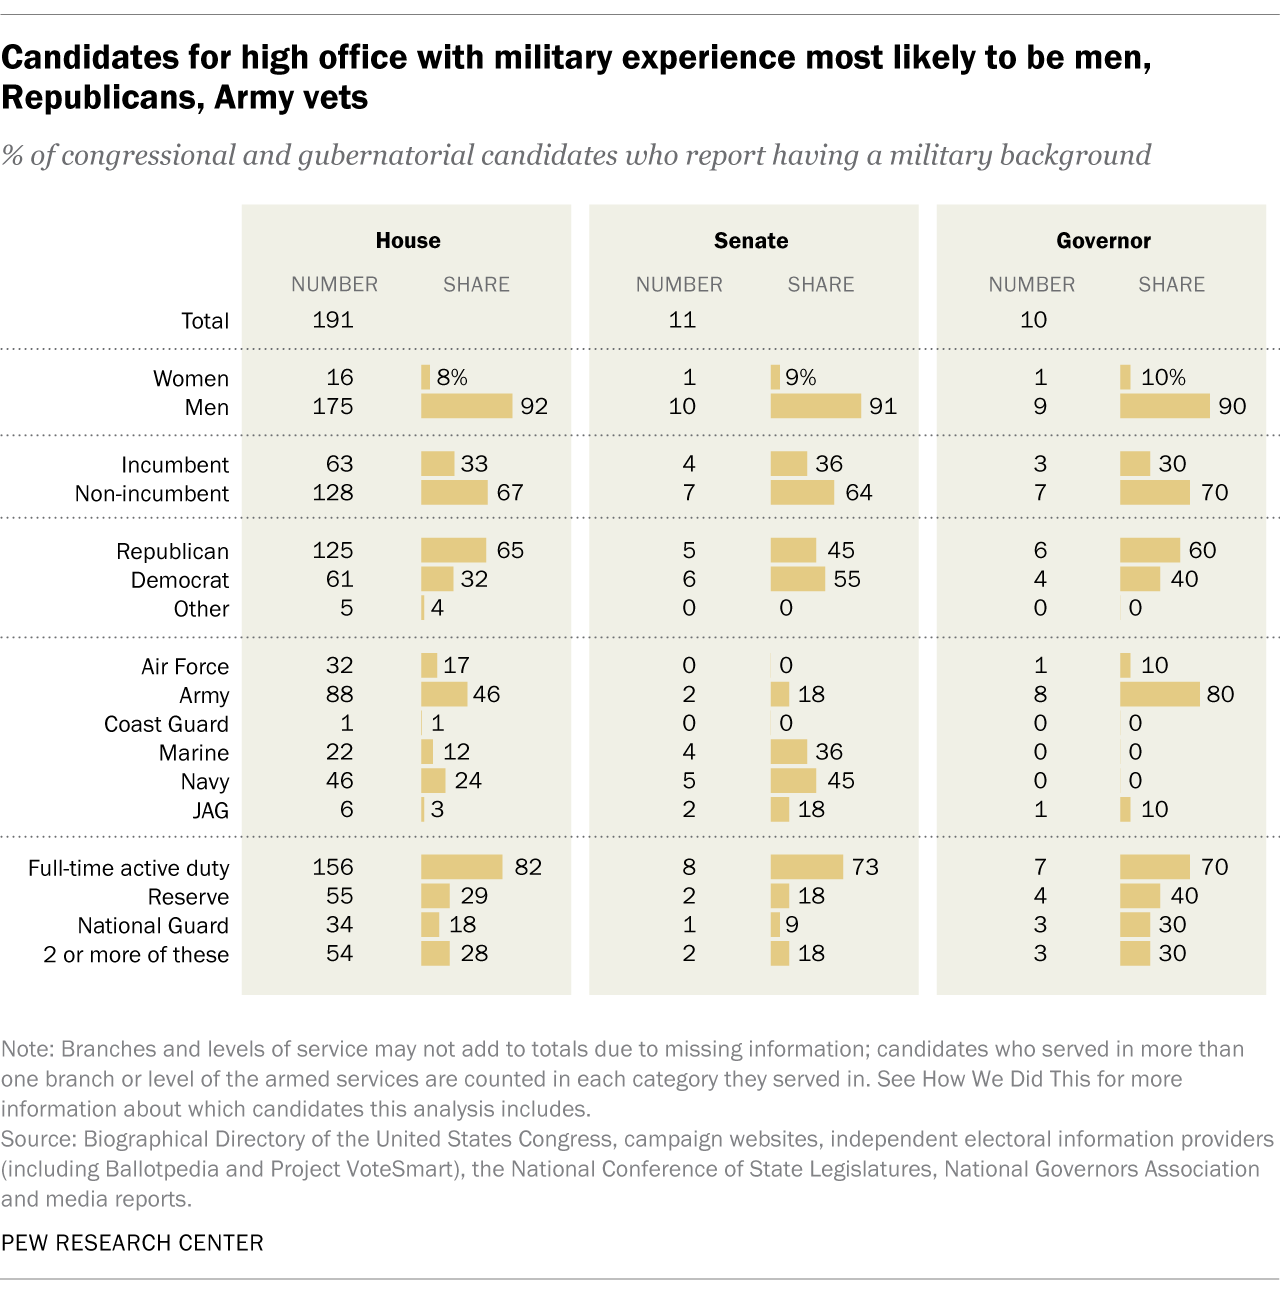 Candidates for high office with military experience most likely to be men,
Republicans, Army vets
% of congressional and gubernatorial candidates who report having a military background
House Senate Governor
NUMBER SHARE NUMBER SHARE NUMBER SHARE
Total 191 11 10
Women 16 8% 1 9% 1 10%
Men 175 92 10 91 9 90
Incumbent 63 33 4 36 3 30
Non-incumbent 128 67 7 64 7 70
Republican 125 65 5 45 6 60
Democrat 61 32 6 55 4 40
Other 5 4 0 0 0 0
Air Force 32 17 0 0 1 10
Army 88 46 2 18 8 80
Coast Guard 1 1 0 0 0 0
Marine 22 12 4 36 0 0
Navy 46 24 5 45 0 0
JAG 6 3 2 18 1 10
Full-time active duty 156 82 8 73 7 70
Reserve 55 29 2 18 4 40
National Guard 34 18 1 9 3 30
2 or more of these 54 28 2 18 3 30
Note: Branches and levels of service may not add to totals due to missing information; candidates who served in more than
one branch or level of the armed services are counted in each category they served in. See How We Did This for more
information about which candidates this analysis includes.
Source: Biographical Directory of the United States Congress, campaign websites, independent electoral information providers
(including Ballotpedia and Project VoteSmart), the National Conference of State Legislatures, National Governors Association
and media reports.
PEW RESEARCH CENTER